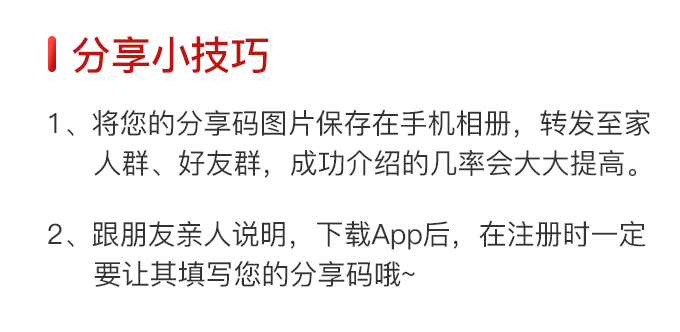 分享小技巧
1、将您的分享码图片保存在手机相册，转发至家
人群、好友群，成功介绍的几率会大大提高。
2、跟朋友亲人说明，下载App后，在注册时一定
要让其填写您的分享码哦~